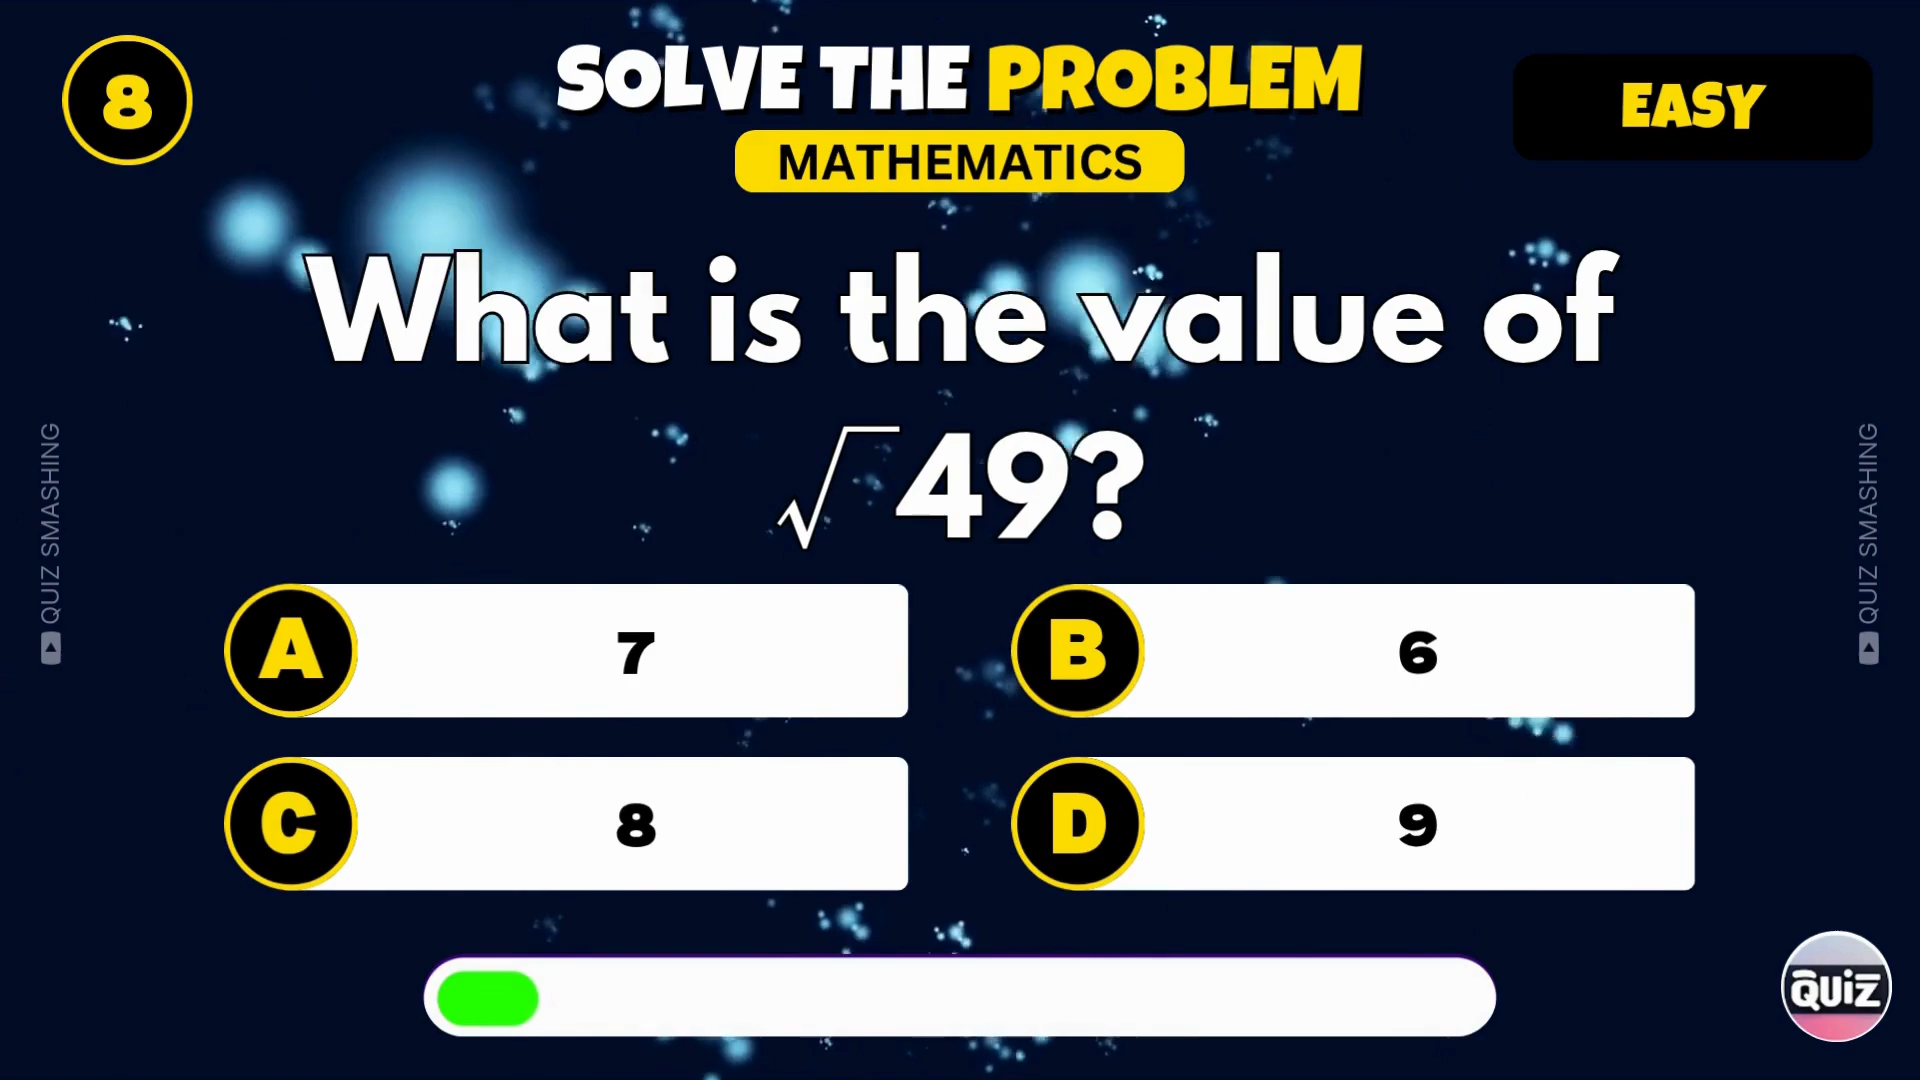 8
SOLVE THE PROBLEM
EASY
MATHEMATICS
What is the value of
√49?
QUIZ SMASHING
QUIZ SMASHING
A 7
B 6
C 8
D 9
QUIZ